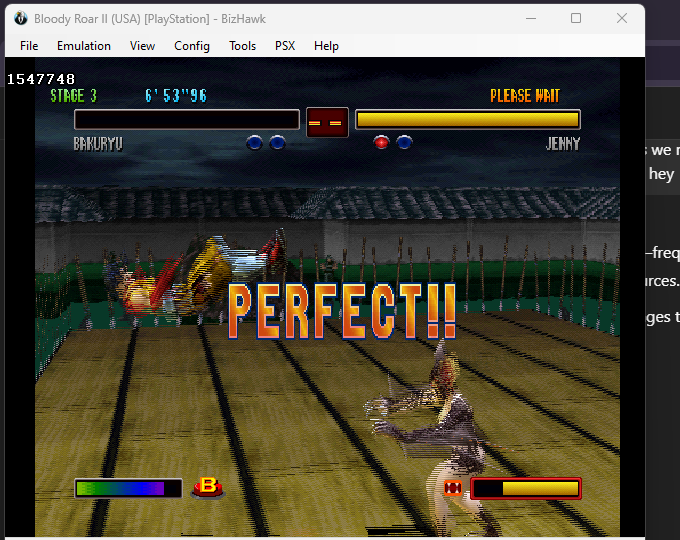 Bloody Roar II (USA) [PlayStation] - BizHawk
File Emulation View Config Tools PSX Help
1547748
STAGE 3 6'53"96 PLEASE WAIT
BAKURYU JENNY
PERFECT!!
B
s we
hey
–freq
urces.
ges t